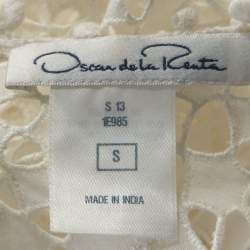 Oscar de la Renta
S 13
1E985
S
MADE IN INDIA